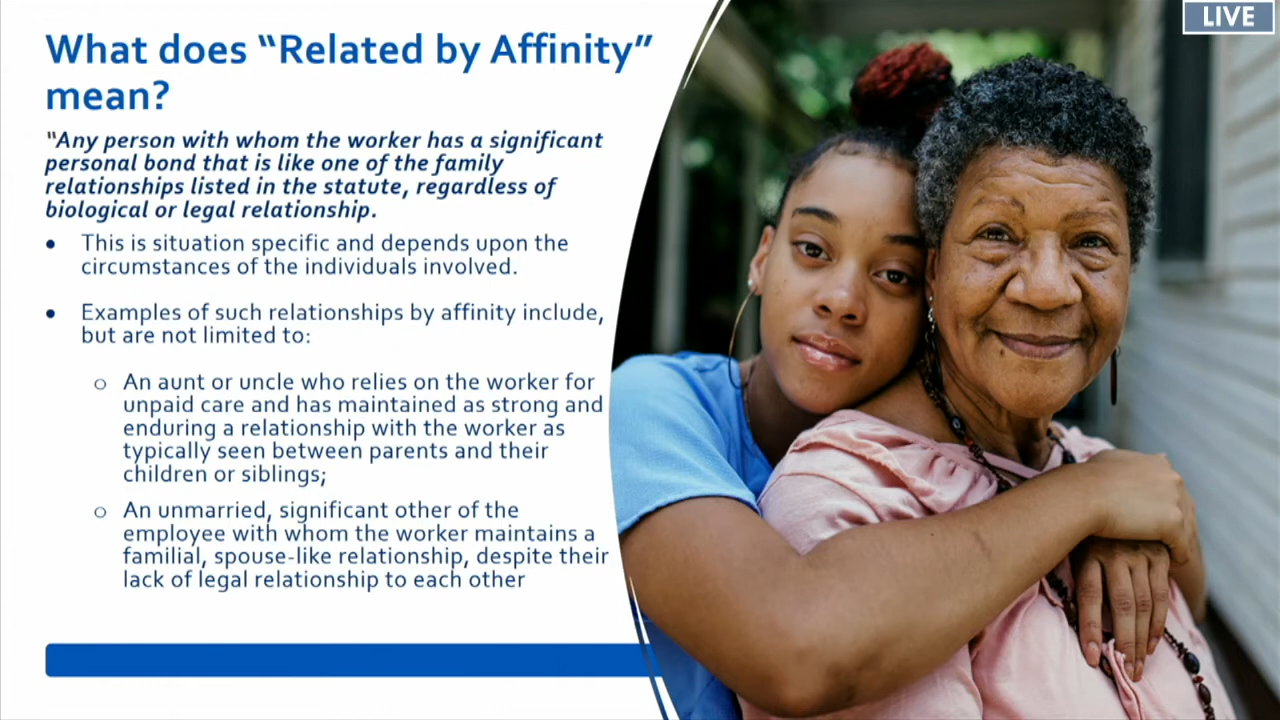 What does “Related by Affinity”
mean?
“Any person with whom the worker has a significant
personal bond that is like one of the family
relationships listed in the statute, regardless of
biological or legal relationship.
• This is situation specific and depends upon the
circumstances of the individuals involved.
• Examples of such relationships by affinity include,
but are not limited to:
o An aunt or uncle who relies on the worker for
unpaid care and has maintained as strong and
enduring a relationship with the worker as
typically seen between parents and their
children or siblings;
o An unmarried, significant other of the
employee with whom the worker maintains a
familial, spouse-like relationship, despite their
lack of legal relationship to each other
LIVE